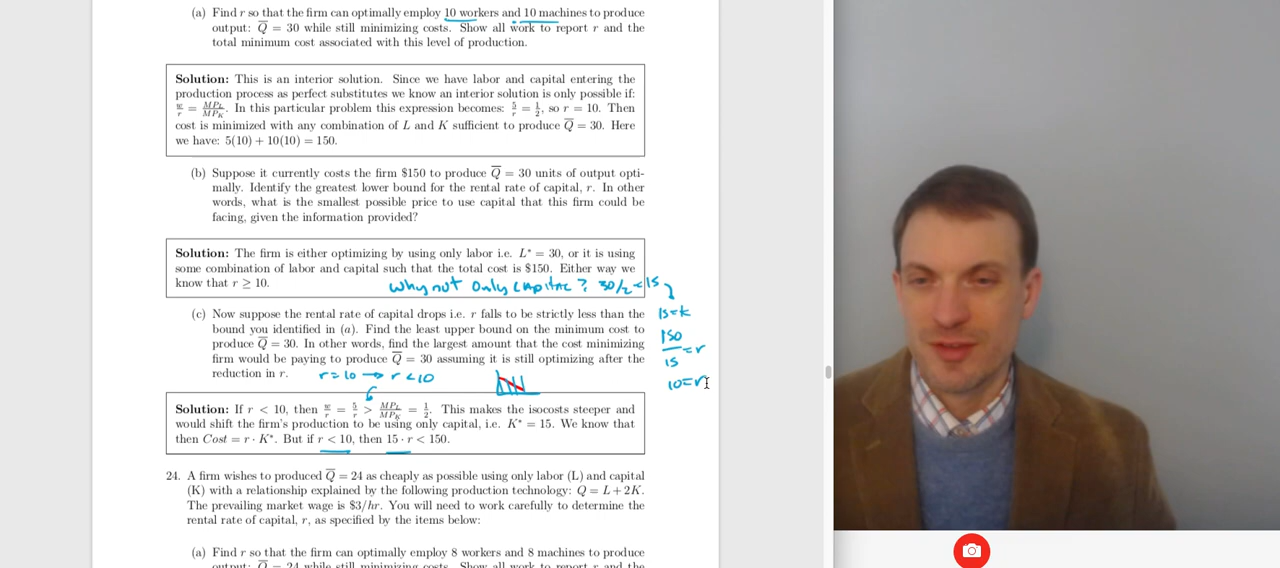 (a) Find r so that the firm can optimally employ 10 workers and 10 machines to produce
output: Q̅ = 30 while still minimizing costs. Show all work to report r and the
total minimum cost associated with this level of production.
Solution: This is an interior solution. Since we have labor and capital entering the
production process as perfect substitutes we know an interior solution is only possible if:
w/r = MP_L/MP_K. In this particular problem this expression becomes: 5/r = 1/2, so r = 10. Then
cost is minimized with any combination of L and K sufficient to produce Q̅ = 30. Here
we have: 5(10) + 10(10) = 150.
(b) Suppose it currently costs the firm $150 to produce Q̅ = 30 units of output opti-
mally. Identify the greatest lower bound for the rental rate of capital, r. In other
words, what is the smallest possible price to use capital that this firm could be
facing, given the information provided?
Solution: The firm is either optimizing by using only labor i.e. L* = 30, or it is using
some combination of labor and capital such that the total cost is $150. Either way we
know that r ≥ 10.
Why not only capital? 30/2 = 15
15=K
150/15 = r
10=r
(c) Now suppose the rental rate of capital drops i.e. r falls to be strictly less than the
bound you identified in (a). Find the least upper bound on the minimum cost to
produce Q̅ = 30. In other words, find the largest amount that the cost minimizing
firm would be paying to produce Q̅ = 30 assuming it is still optimizing after the
reduction in r.
r=10 → r<10
Solution: If r < 10, then w/r = 5/r > MP_L/MP_K = 1/2. This makes the isocosts steeper and
would shift the firm's production to be using only capital, i.e. K* = 15. We know that
then Cost = r · K*. But if r < 10, then 15 · r < 150.
24. A firm wishes to produced Q̅ = 24 as cheaply as possible using only labor (L) and capital
(K) with a relationship explained by the following production technology: Q = L + 2K.
The prevailing market wage is $3/hr. You will need to work carefully to determine the
rental rate of capital, r, as specified by the items below:
(a) Find r so that the firm can optimally employ 8 workers and 8 machines to produce
output: Q̅ = 24 while still minimizing costs. Show all work to report r and the